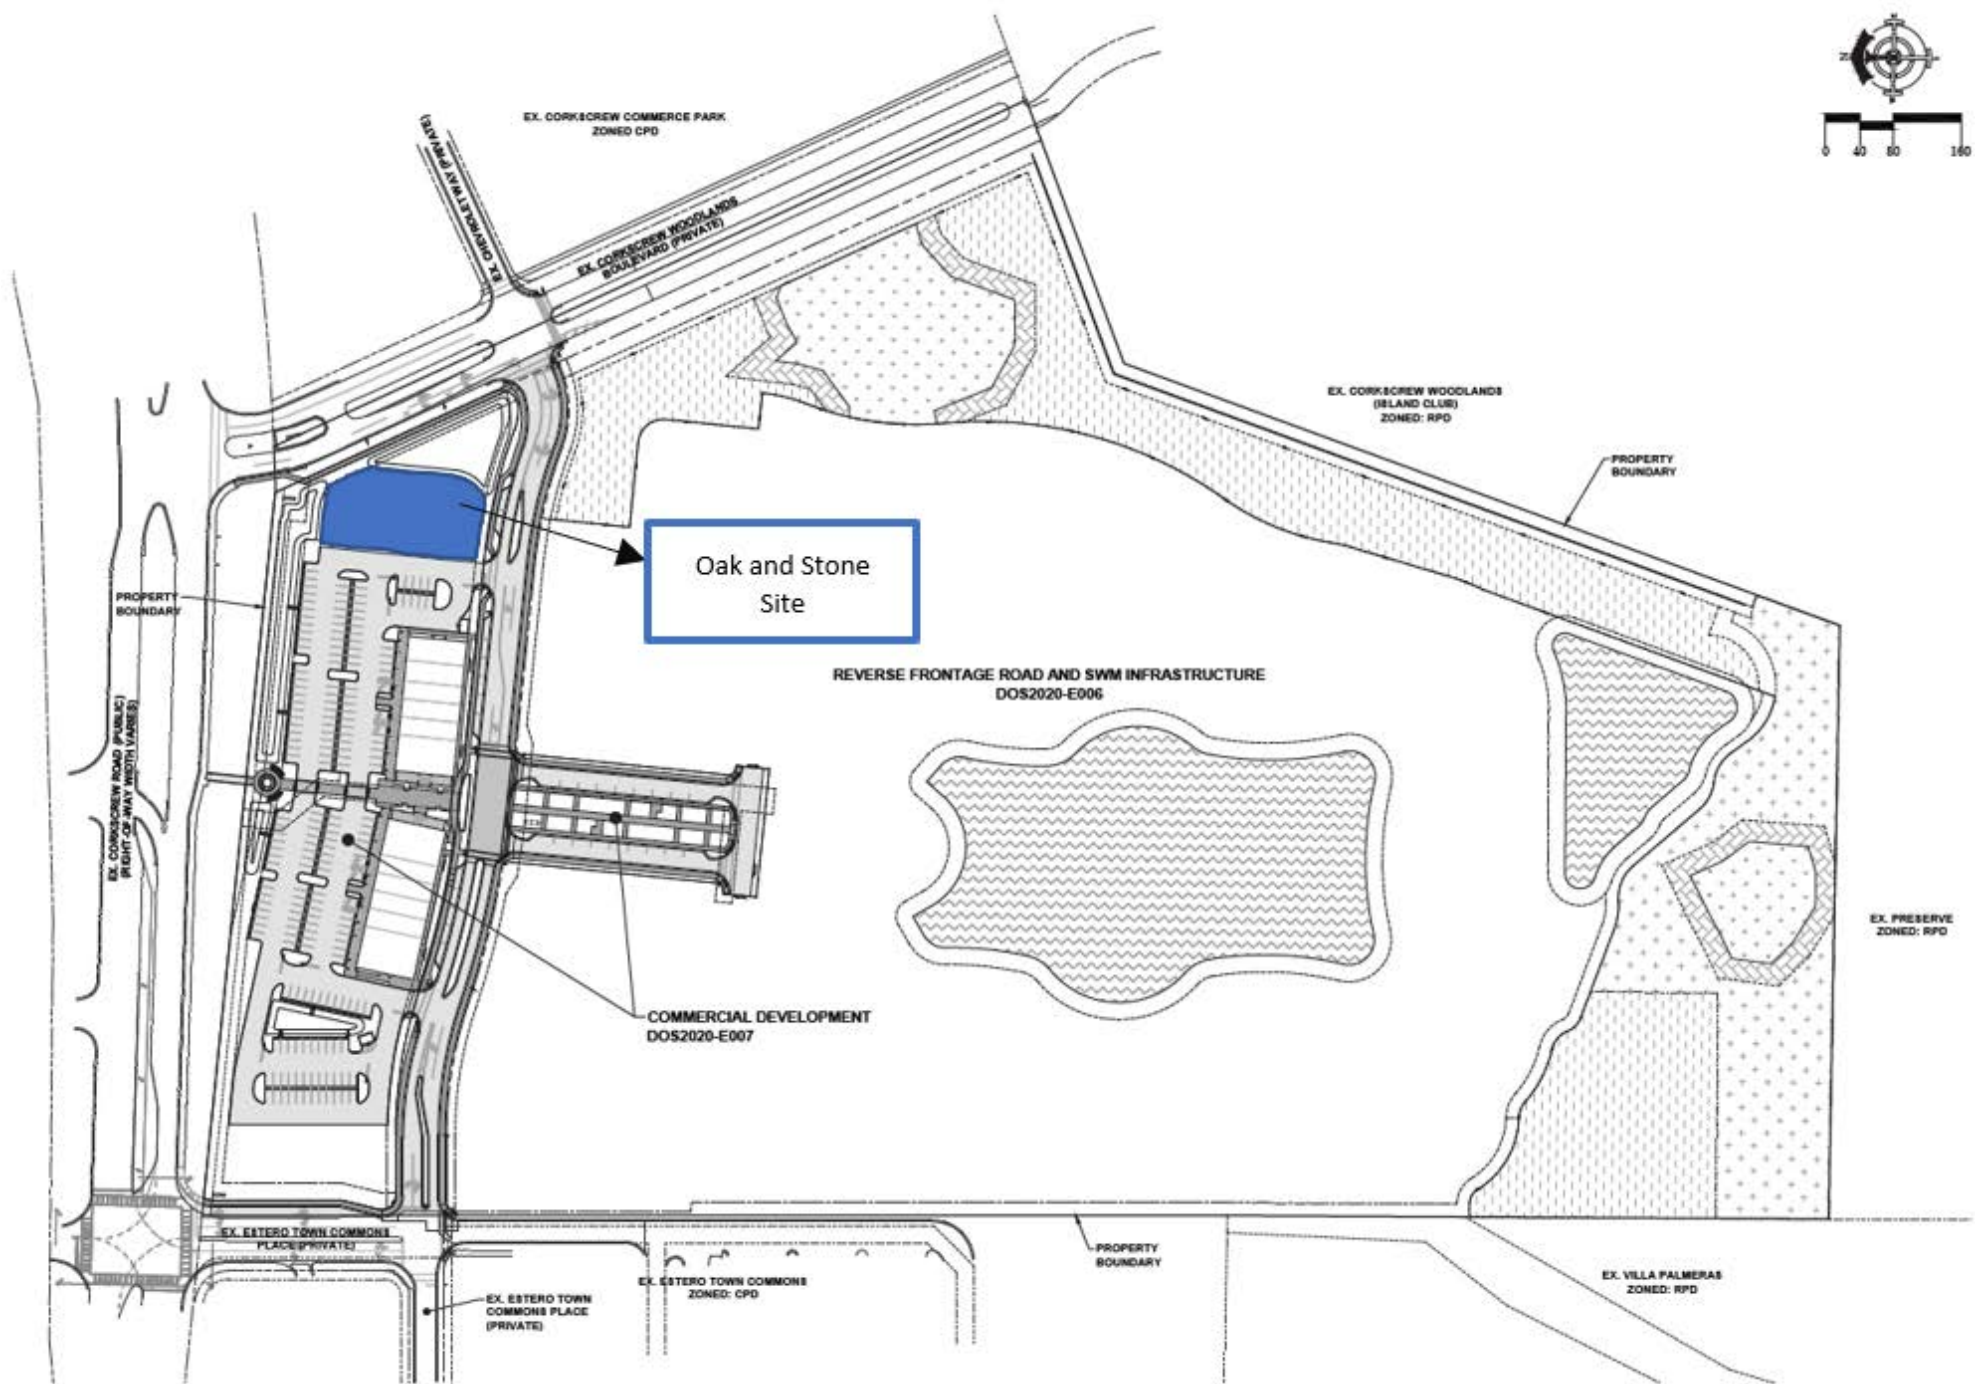 EX. CORKSCREW COMMERCE PARK
ZONED CPD
0 40 80 160
EX. CHEVROLET WAY (PRIVATE)
EX. CORKSCREW WOODLANDS
BOULEVARD (PRIVATE)
EX. CORKSCREW WOODLANDS
(ISLAND CLUB)
ZONED: RPD
PROPERTY
BOUNDARY
Oak and Stone
Site
PROPERTY
BOUNDARY
REVERSE FRONTAGE ROAD AND SWM INFRASTRUCTURE
DOS2020-E006
EX. CORKSCREW ROAD (PUBLIC)
(RIGHT-OF-WAY WIDTH VARIES)
EX. PRESERVE
ZONED: RPD
COMMERCIAL DEVELOPMENT
DOS2020-E007
EX. ESTERO TOWN COMMONS
PLACE (PRIVATE)
PROPERTY
BOUNDARY
EX. ESTERO TOWN COMMONS
ZONED: CPD
EX. VILLA PALMERAS
ZONED: RPD
EX. ESTERO TOWN
COMMONS PLACE
(PRIVATE)